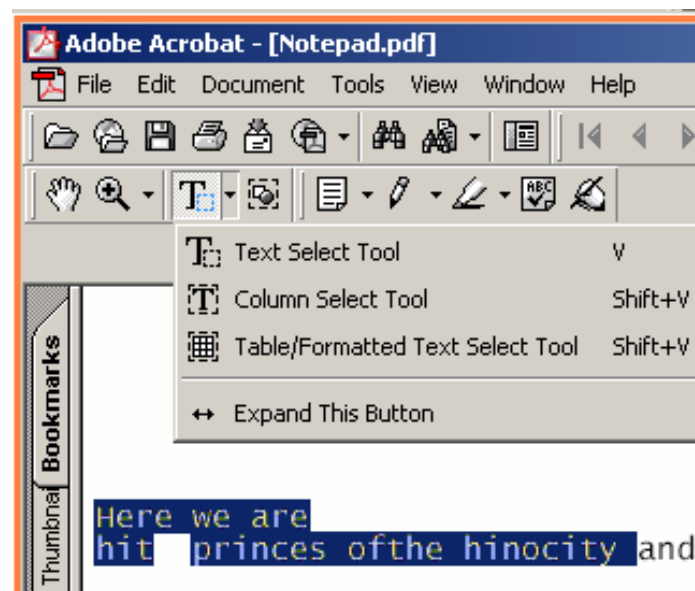 Adobe Acrobat - [Notepad.pdf]
File Edit Document Tools View Window Help
ABC
Text Select Tool V
Column Select Tool Shift+V
Table/Formatted Text Select Tool Shift+V
Expand This Button
Bookmarks
Thumbnai
Here we are
hit princes ofthe hinocity and